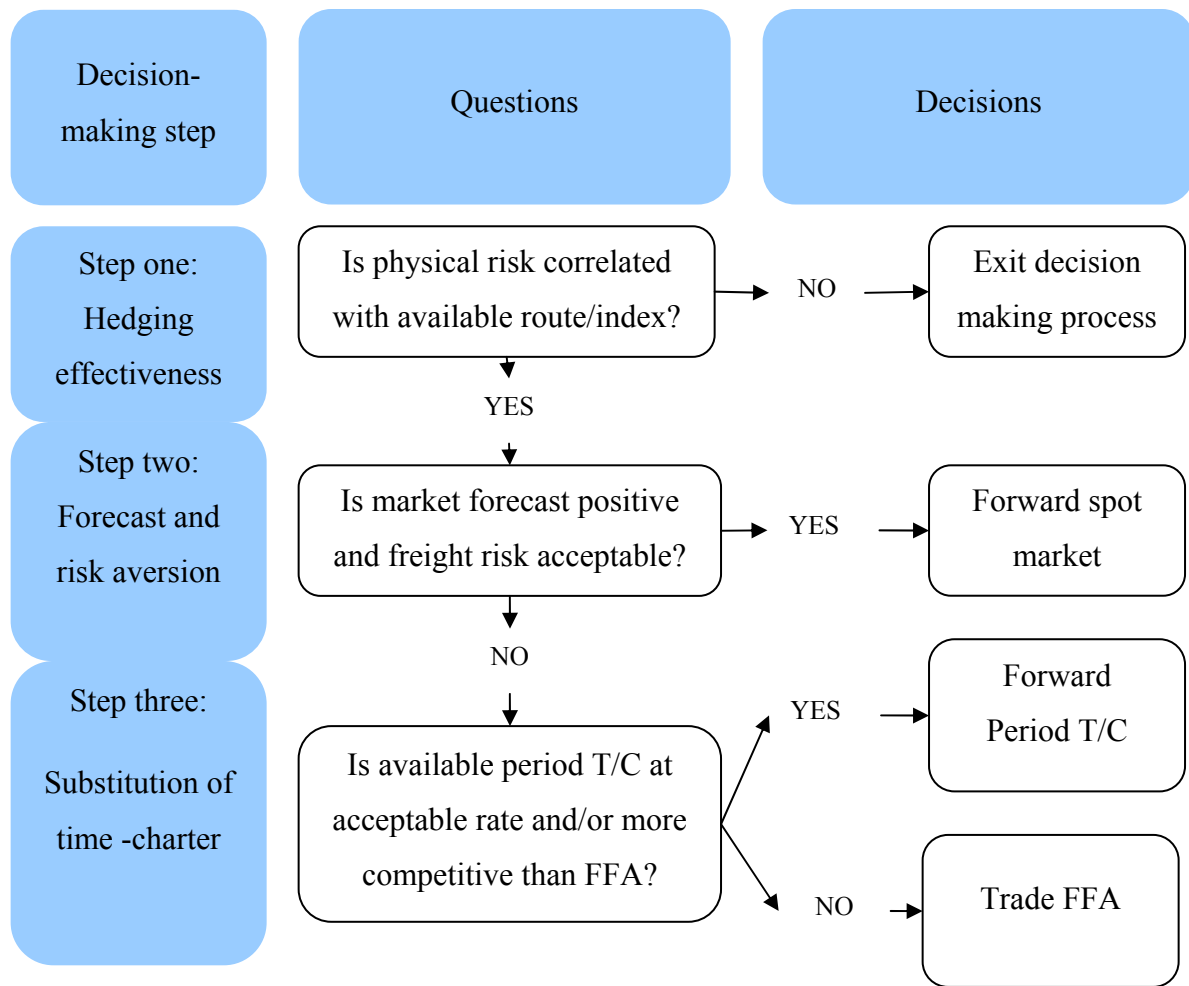 Decision-
making step
Questions
Decisions
Step one:
Hedging
effectiveness
Is physical risk correlated
with available route/index?
NO
Exit decision
making process
YES
Step two:
Forecast and
risk aversion
Is market forecast positive
and freight risk acceptable?
YES
Forward spot
market
NO
Step three:
Substitution of
time -charter
Is available period T/C at
acceptable rate and/or more
competitive than FFA?
YES
Forward
Period T/C
NO
Trade FFA